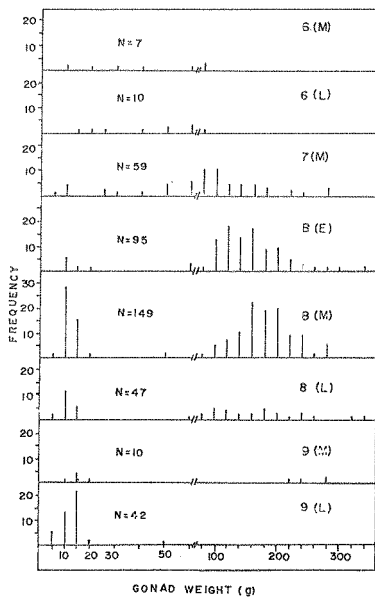 20
10
N=7
6 (M)
20
10
N=10
6 (L)
20
10
N=59
7 (M)
20
10
N=95
8 (E)
30
20
10
N=149
8 (M)
20
10
N=47
8 (L)
20
10
N=10
9 (M)
20
10
N=42
9 (L)
FREQUENCY
10 20 30 50 100 200 300
GONAD WEIGHT (g)